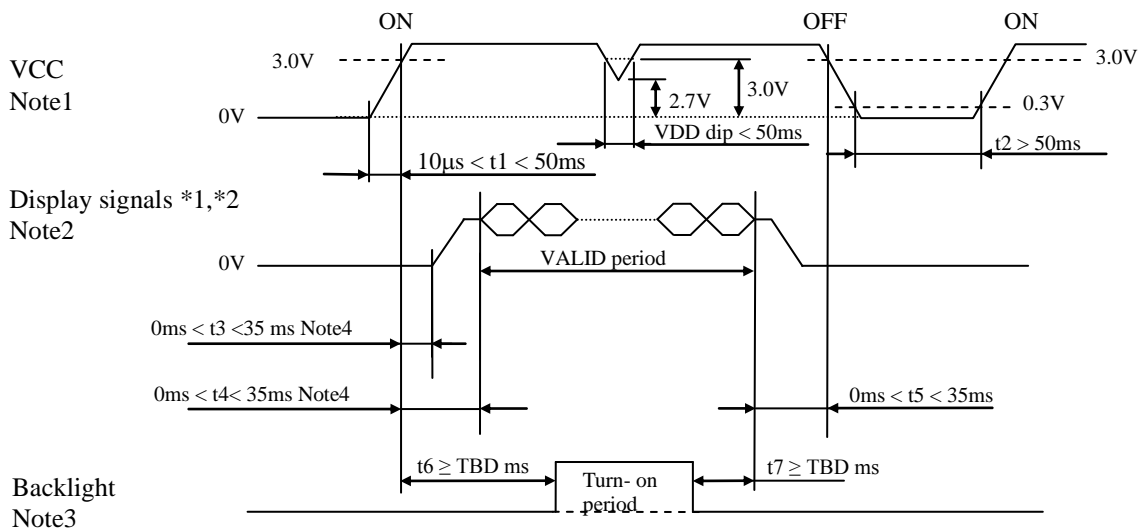 ON OFF ON
VCC
Note1
3.0V
3.0V
0V
2.7V
3.0V
0.3V
VDD dip < 50ms
t2 > 50ms
10μs < t1 < 50ms
Display signals *1,*2
Note2
0V
VALID period
0ms < t3 <35 ms Note4
0ms < t4< 35ms Note4
0ms < t5 < 35ms
t6 ≥ TBD ms
t7 ≥ TBD ms
Turn- on
period
Backlight
Note3